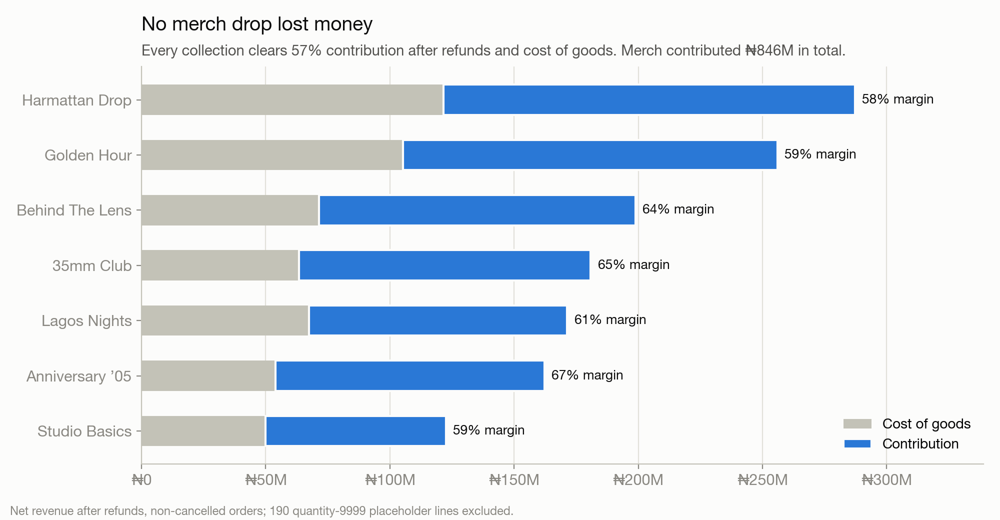 No merch drop lost money
Every collection clears 57% contribution after refunds and cost of goods. Merch contributed ₦846M in total.
Harmattan Drop
58% margin
Golden Hour
59% margin
Behind The Lens
64% margin
35mm Club
65% margin
Lagos Nights
61% margin
Anniversary ’05
67% margin
Studio Basics
59% margin
Cost of goods
Contribution
₦0 ₦50M ₦100M ₦150M ₦200M ₦250M ₦300M
Net revenue after refunds, non-cancelled orders; 190 quantity-9999 placeholder lines excluded.